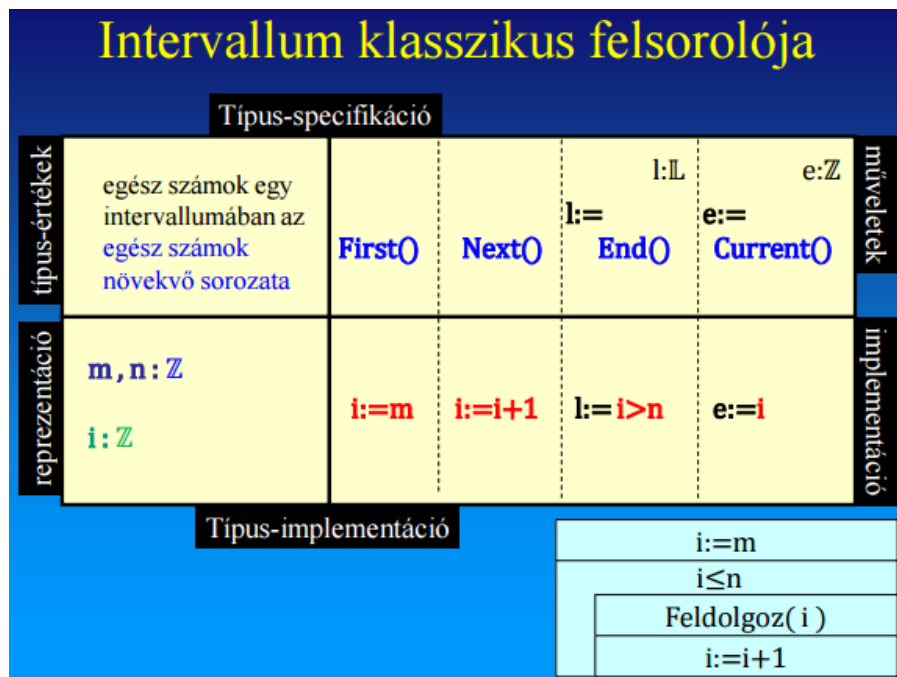 Intervallum klasszikus felsorolója
Típus-specifikáció
típus-értékek
egész számok egy
intervallumában az
egész számok
növekvő sorozata
First()
Next()
l:𝕃
l:=
End()
e:ℤ
e:=
Current()
műveletek
reprezentáció
m,n:ℤ
i:ℤ
i:=m
i:=i+1
l:=i>n
e:=i
implementáció
Típus-implementáció
i:=m
i≤n
Feldolgoz(i)
i:=i+1